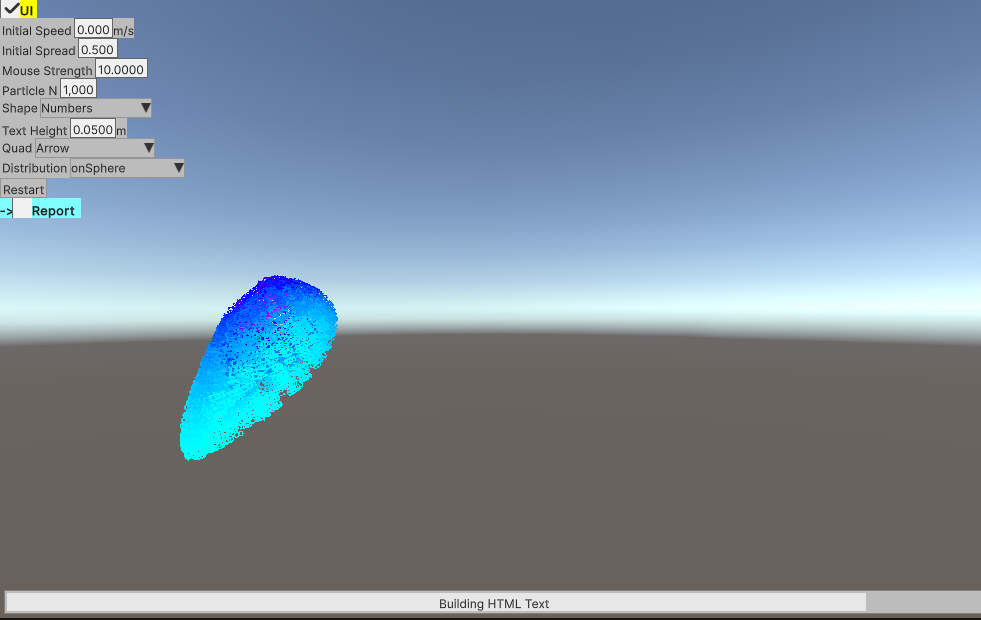 UI
Initial Speed 0.000 m/s
Initial Spread 0.500
Mouse Strength 10.0000
Particle N 1,000
Shape Numbers
Text Height 0.0500 m
Quad Arrow
Distribution onSphere
Restart
-> Report
Building HTML Text